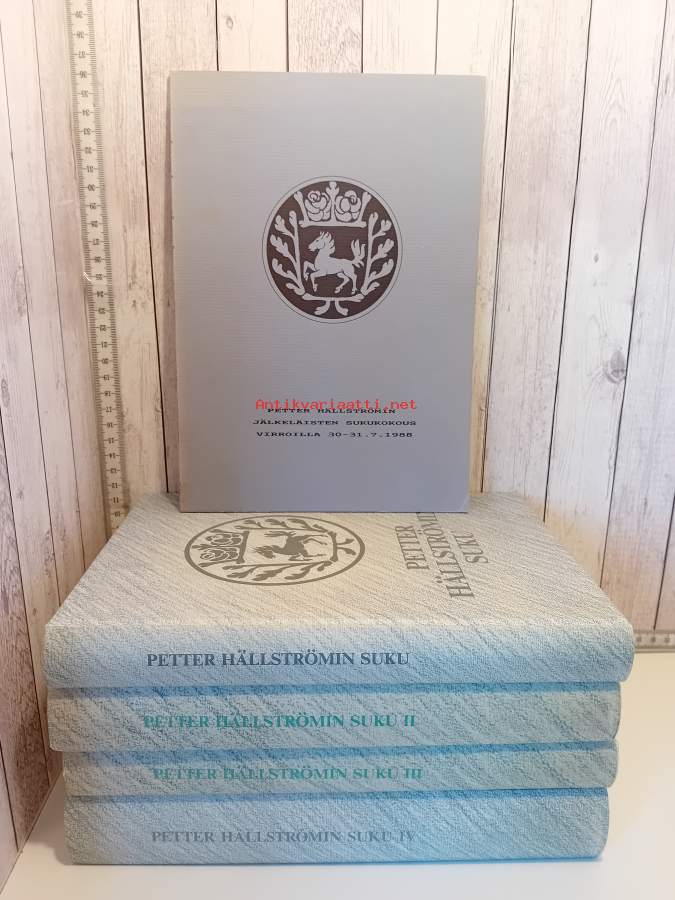 Antikvariaatti.net
PETTER HÄLLSTRÖMIN
JÄLKELÄISTEN SUKUKOKOUS
VIRROILLA 30-31.7.1988
PETTER
HÄLLSTRÖMIN
SUKU
PETTER HÄLLSTRÖMIN SUKU
PETTER HÄLLSTRÖMIN SUKU II
PETTER HÄLLSTRÖMIN SUKU III
PETTER HÄLLSTRÖMIN SUKU IV